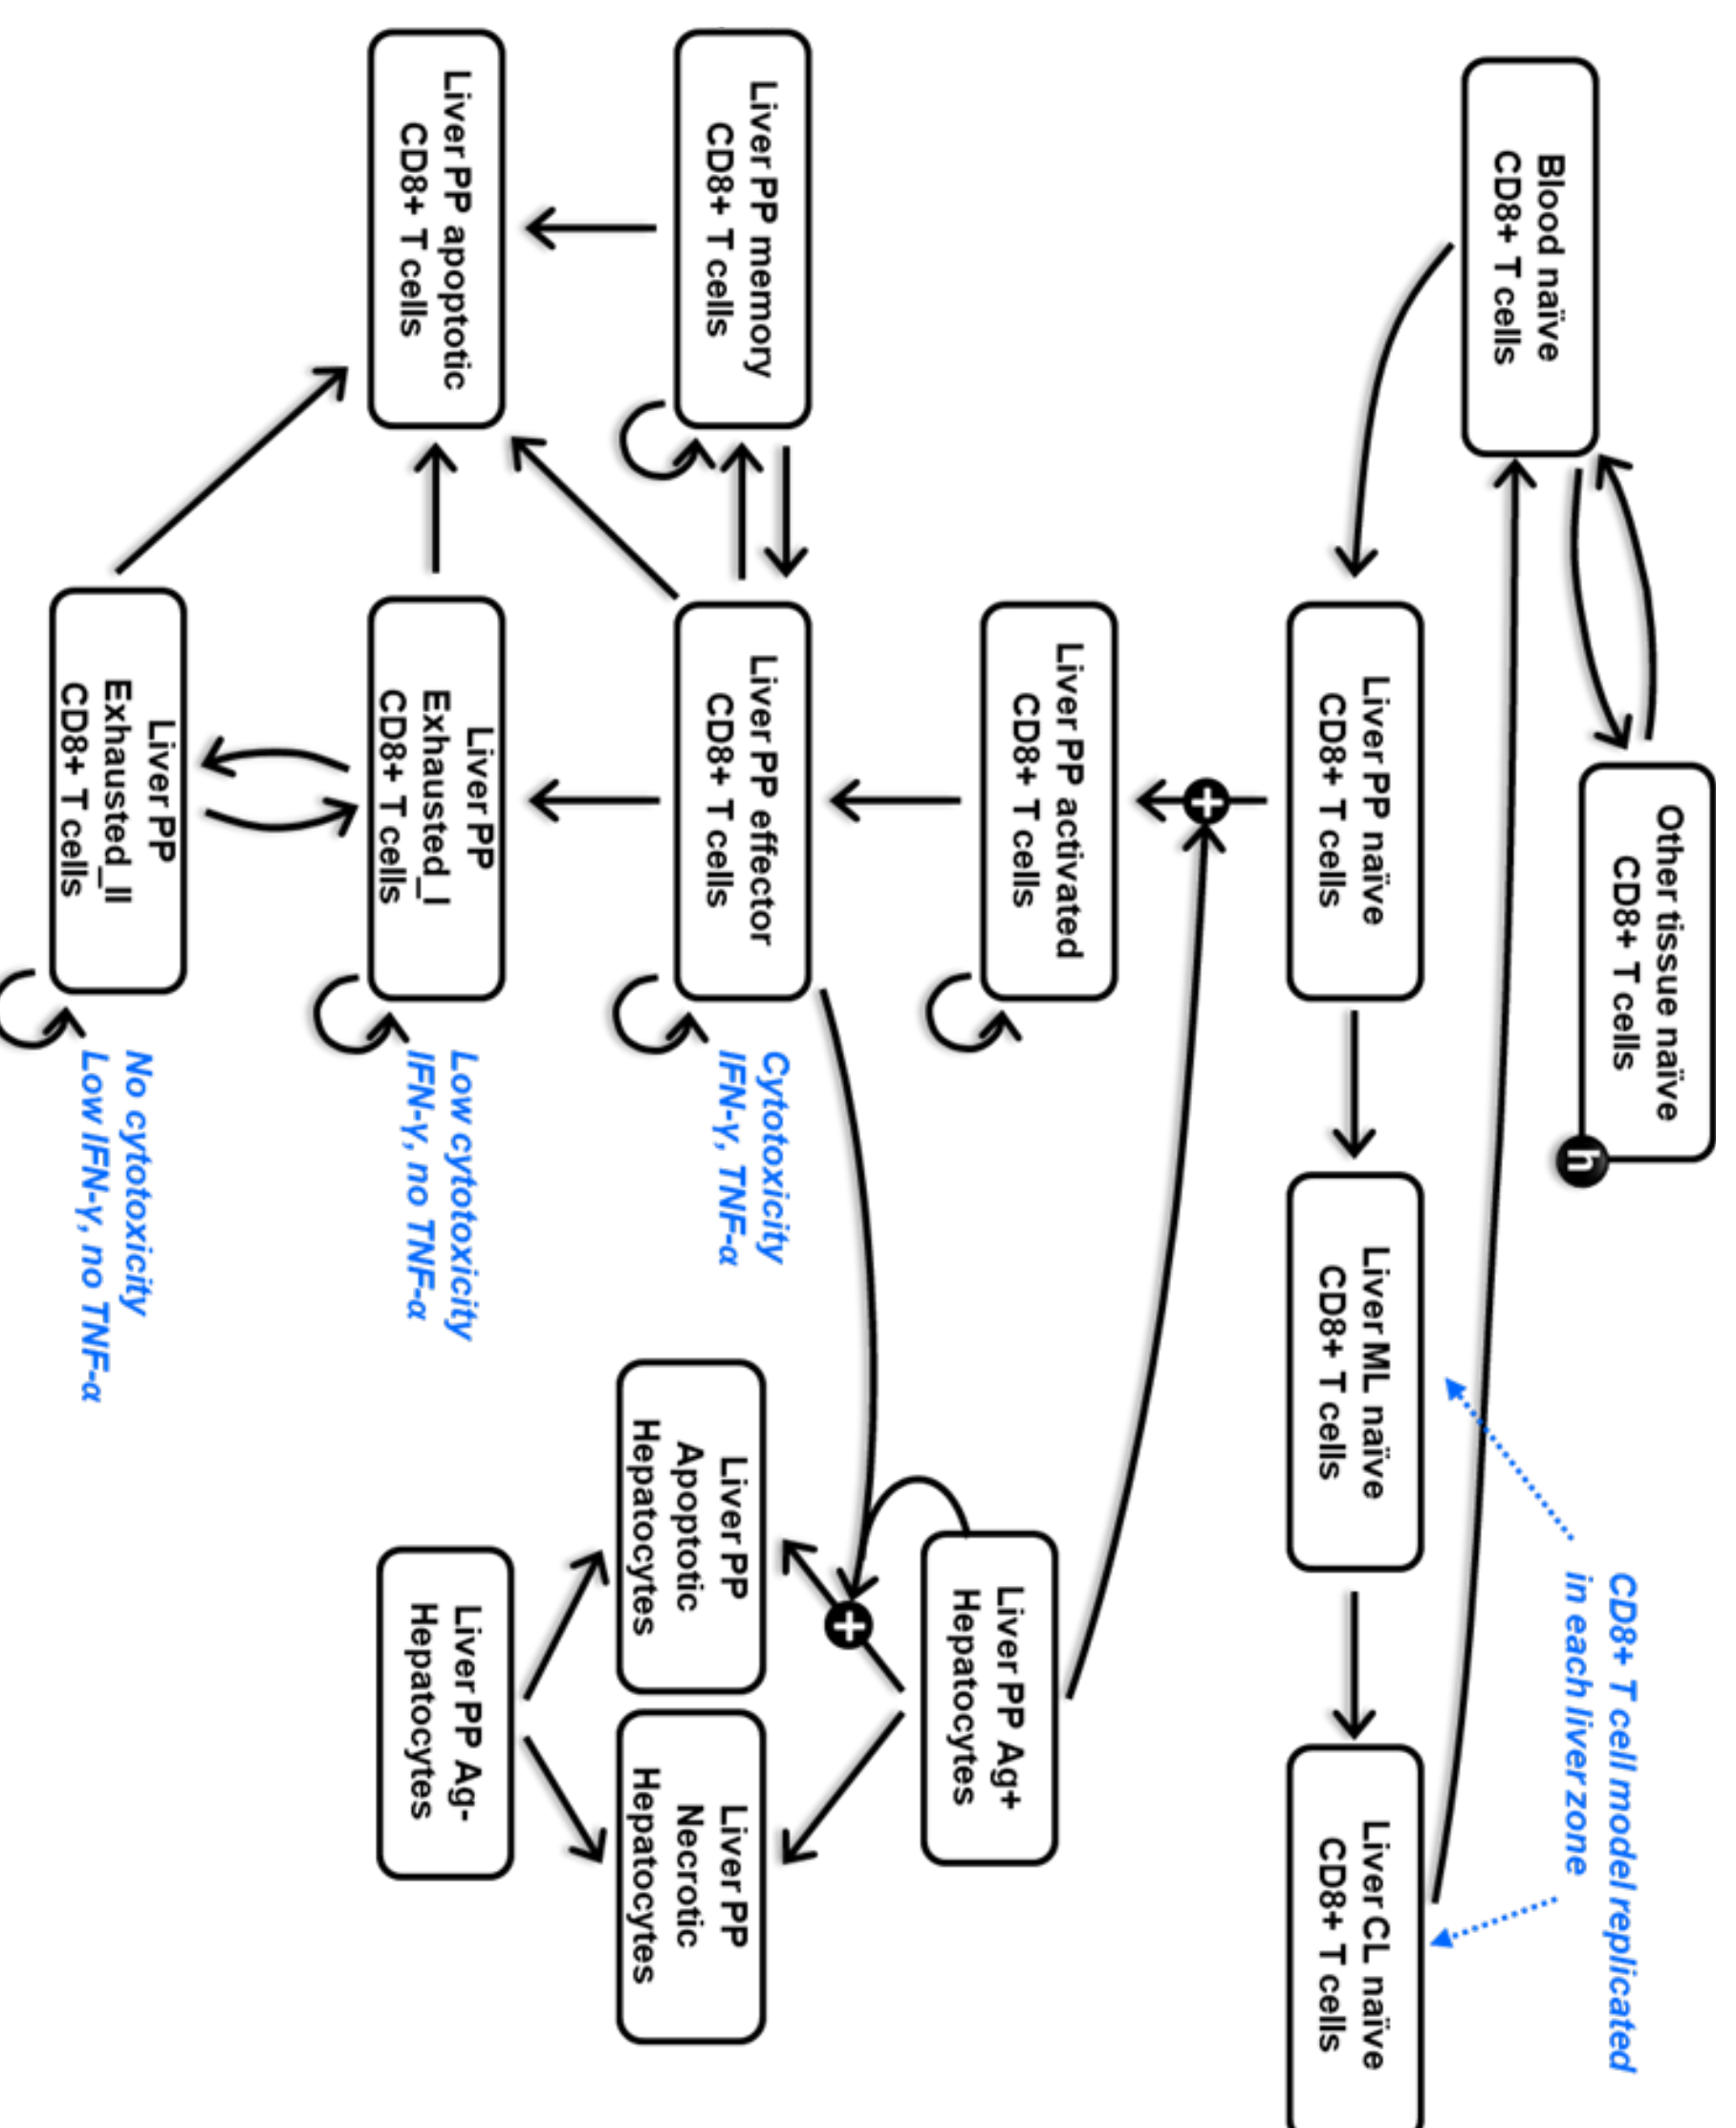 Other tissue naïve
CD8+ T cells
h
Blood naïve
CD8+ T cells
CD8+ T cell model replicated
in each liver zone
Liver PP naïve
CD8+ T cells
Liver ML naïve
CD8+ T cells
Liver CL naïve
CD8+ T cells
+
Liver PP activated
CD8+ T cells
Liver PP Ag+
Hepatocytes
+
Liver PP memory
CD8+ T cells
Liver PP effector
CD8+ T cells
Cytotoxicity
IFN-γ, TNF-α
Liver PP
Apoptotic
Hepatocytes
Liver PP
Necrotic
Hepatocytes
Liver PP apoptotic
CD8+ T cells
Liver PP
Exhausted_I
CD8+ T cells
Low cytotoxicity
IFN-γ, no TNF-α
Liver PP Ag-
Hepatocytes
Liver PP
Exhausted_II
CD8+ T cells
No cytotoxicity
Low IFN-γ, no TNF-α